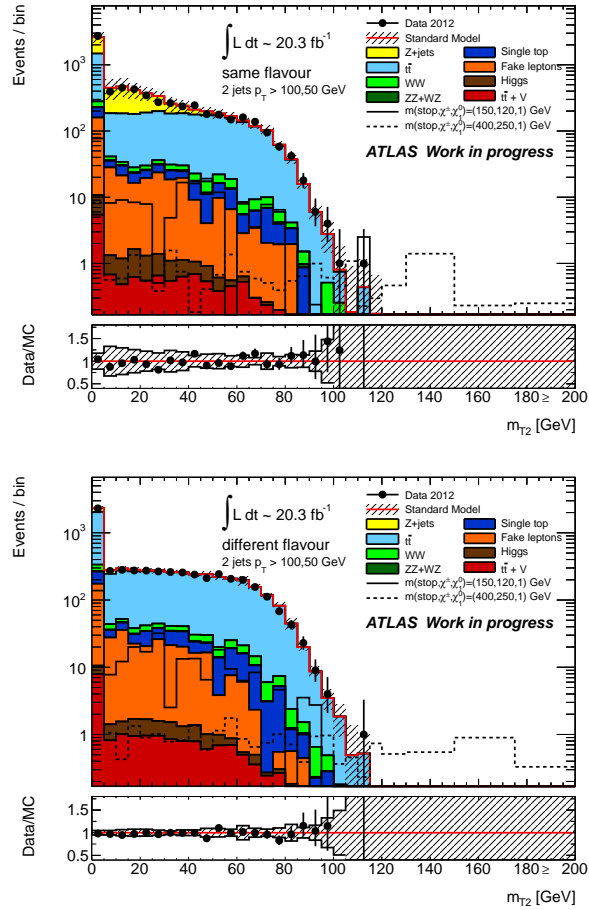 Events / bin
∫ L dt ~ 20.3 fb⁻¹
same flavour
2 jets p_T > 100,50 GeV
Data 2012
Standard Model
Z+jets
Single top
tt̄
Fake leptons
WW
Higgs
ZZ+WZ
tt̄ + V
m(stop,χ±,χ̃⁰₁)=(150,120,1) GeV
m(stop,χ±,χ̃⁰₁)=(400,250,1) GeV
ATLAS Work in progress
10³
10²
10
1
Data/MC
1.5
1
0.5
0 20 40 60 80 100 120 140 160 180 ≥ 200
m_T2 [GeV]
Events / bin
∫ L dt ~ 20.3 fb⁻¹
different flavour
2 jets p_T > 100,50 GeV
Data 2012
Standard Model
Z+jets
Single top
tt̄
Fake leptons
WW
Higgs
ZZ+WZ
tt̄ + V
m(stop,χ±,χ̃⁰₁)=(150,120,1) GeV
m(stop,χ±,χ̃⁰₁)=(400,250,1) GeV
ATLAS Work in progress
10³
10²
10
1
Data/MC
1.5
1
0.5
0 20 40 60 80 100 120 140 160 180 ≥ 200
m_T2 [GeV]